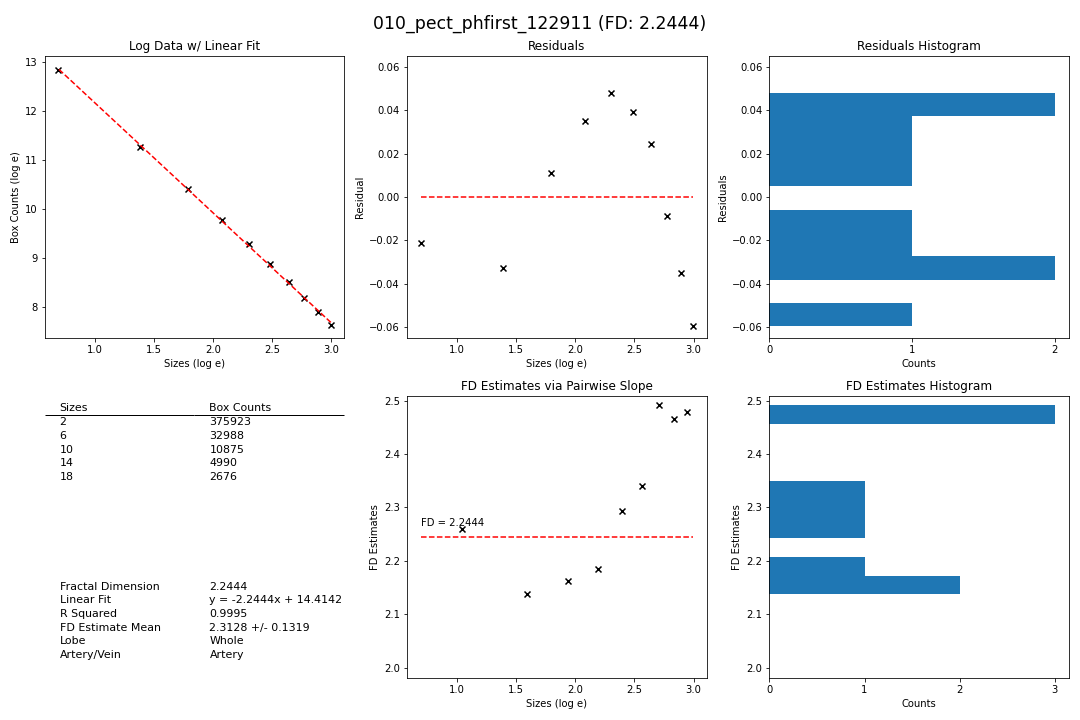 010_pect_phfirst_122911 (FD: 2.2444)
Log Data w/ Linear Fit
Box Counts (log e)
13
12
11
10
9
8
1.0 1.5 2.0 2.5 3.0
Sizes (log e)
Residuals
Residual
0.06
0.04
0.02
0.00
−0.02
−0.04
−0.06
1.0 1.5 2.0 2.5 3.0
Sizes (log e)
Residuals Histogram
Residuals
0.06
0.04
0.02
0.00
−0.02
−0.04
−0.06
0 1 2
Counts
Sizes Box Counts
2 375923
6 32988
10 10875
14 4990
18 2676
Fractal Dimension 2.2444
Linear Fit y = -2.2444x + 14.4142
R Squared 0.9995
FD Estimate Mean 2.3128 +/- 0.1319
Lobe Whole
Artery/Vein Artery
FD Estimates via Pairwise Slope
FD Estimates
2.5
2.4
2.3
2.2
2.1
2.0
FD = 2.2444
1.0 1.5 2.0 2.5 3.0
Sizes (log e)
FD Estimates Histogram
FD Estimates
2.5
2.4
2.3
2.2
2.1
2.0
0 1 2 3
Counts